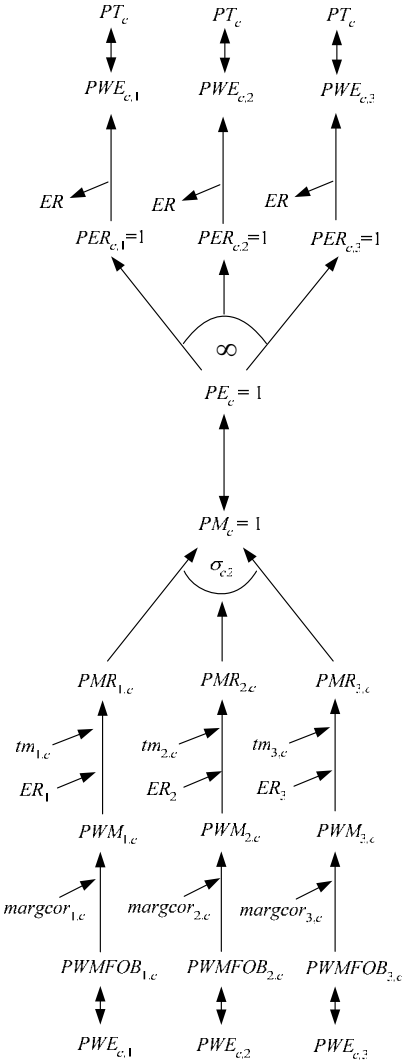 PT_c PT_c PT_c
PWE_c,1 PWE_c,2 PWE_c,3
ER ER ER
PER_c,1=1 PER_c,2=1 PER_c,3=1
∞
PE_c = 1
PM_c = 1
σ_c2
PMR_1,c PMR_2,c PMR_3,c
tm_1,c tm_2,c tm_3,c
ER_1 ER_2 ER_3
PWM_1,c PWM_2,c PWM_3,c
margcor_1,c margcor_2,c margcor_3,c
PWMFOB_1,c PWMFOB_2,c PWMFOB_3,c
PWE_c,1 PWE_c,2 PWE_c,3